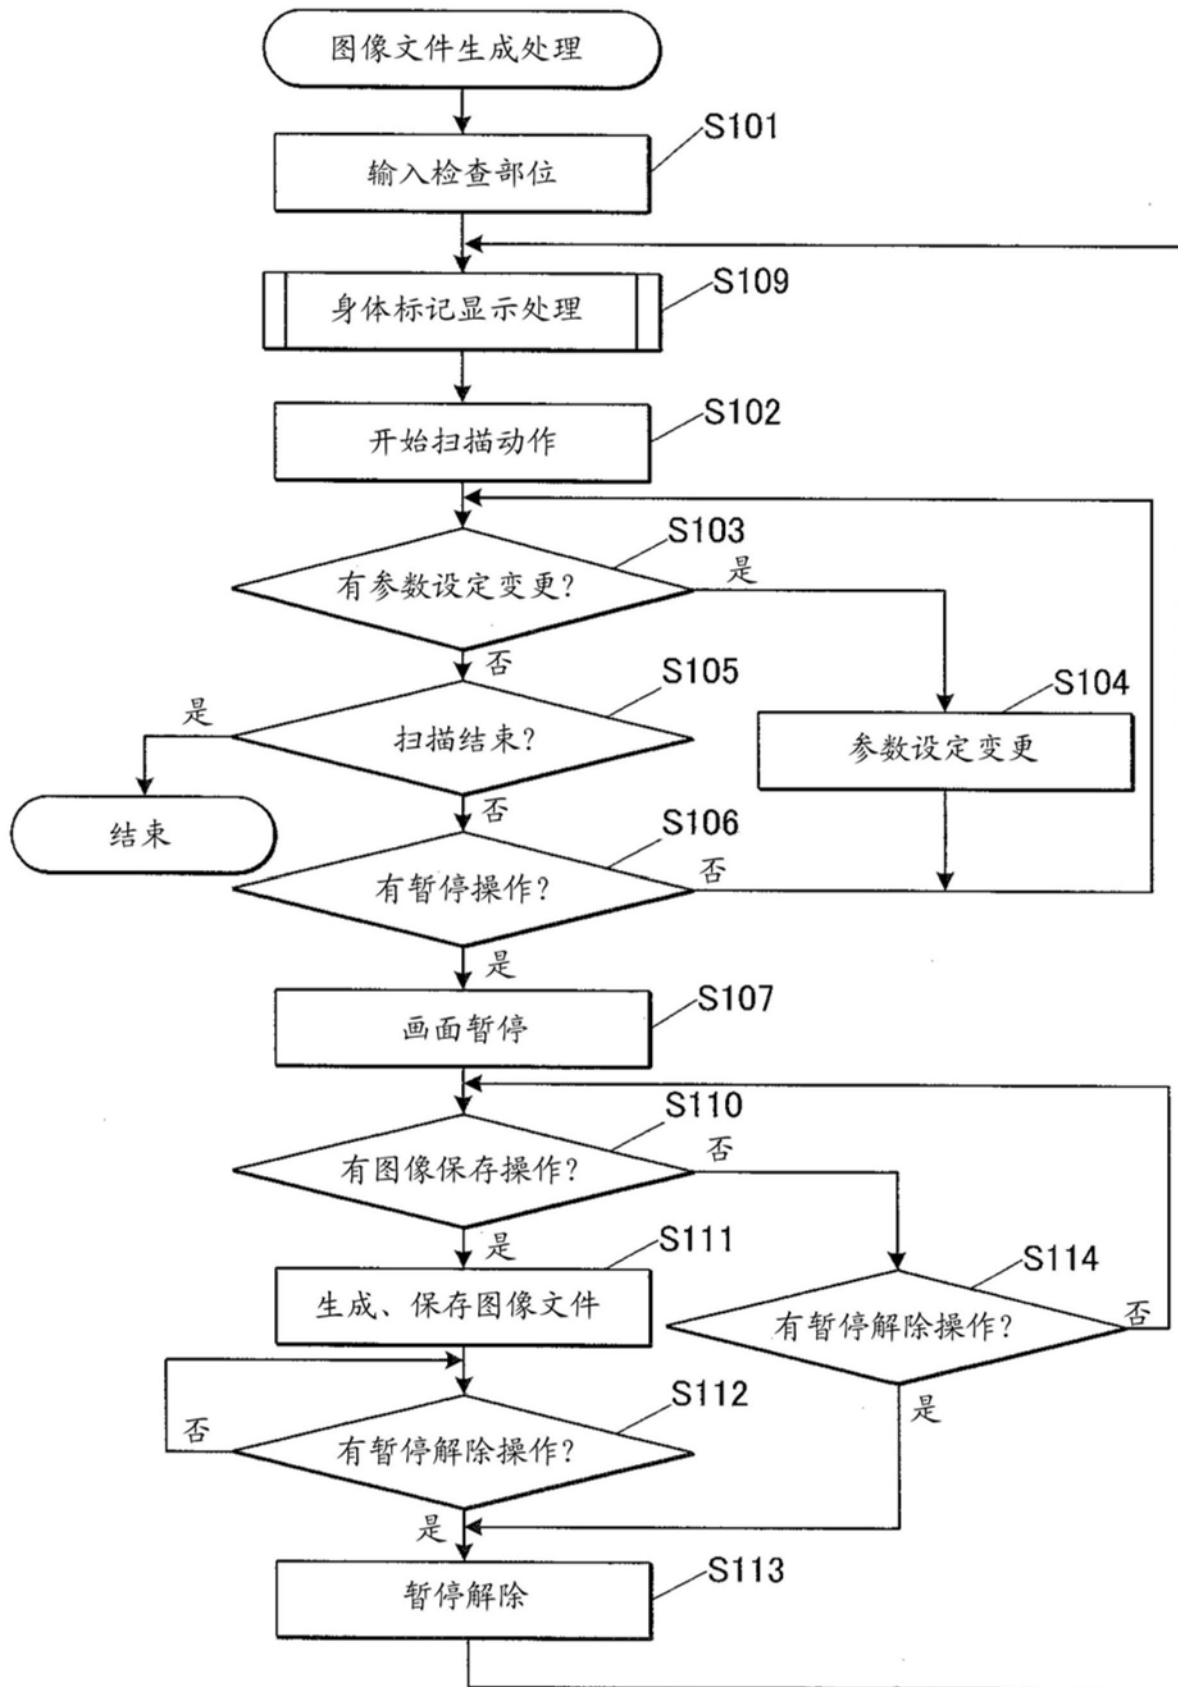 图像文件生成处理
S101
输入检查部位
S109
身体标记显示处理
S102
开始扫描动作
S103
有参数设定变更?
是
否
S105
S104
是
扫描结束?
参数设定变更
否
S106
结束
有暂停操作?
否
是
S107
画面暂停
S110
否
有图像保存操作?
是
S111
S114
生成、保存图像文件
有暂停解除操作?
否
S112
是
否
有暂停解除操作?
是
S113
暂停解除